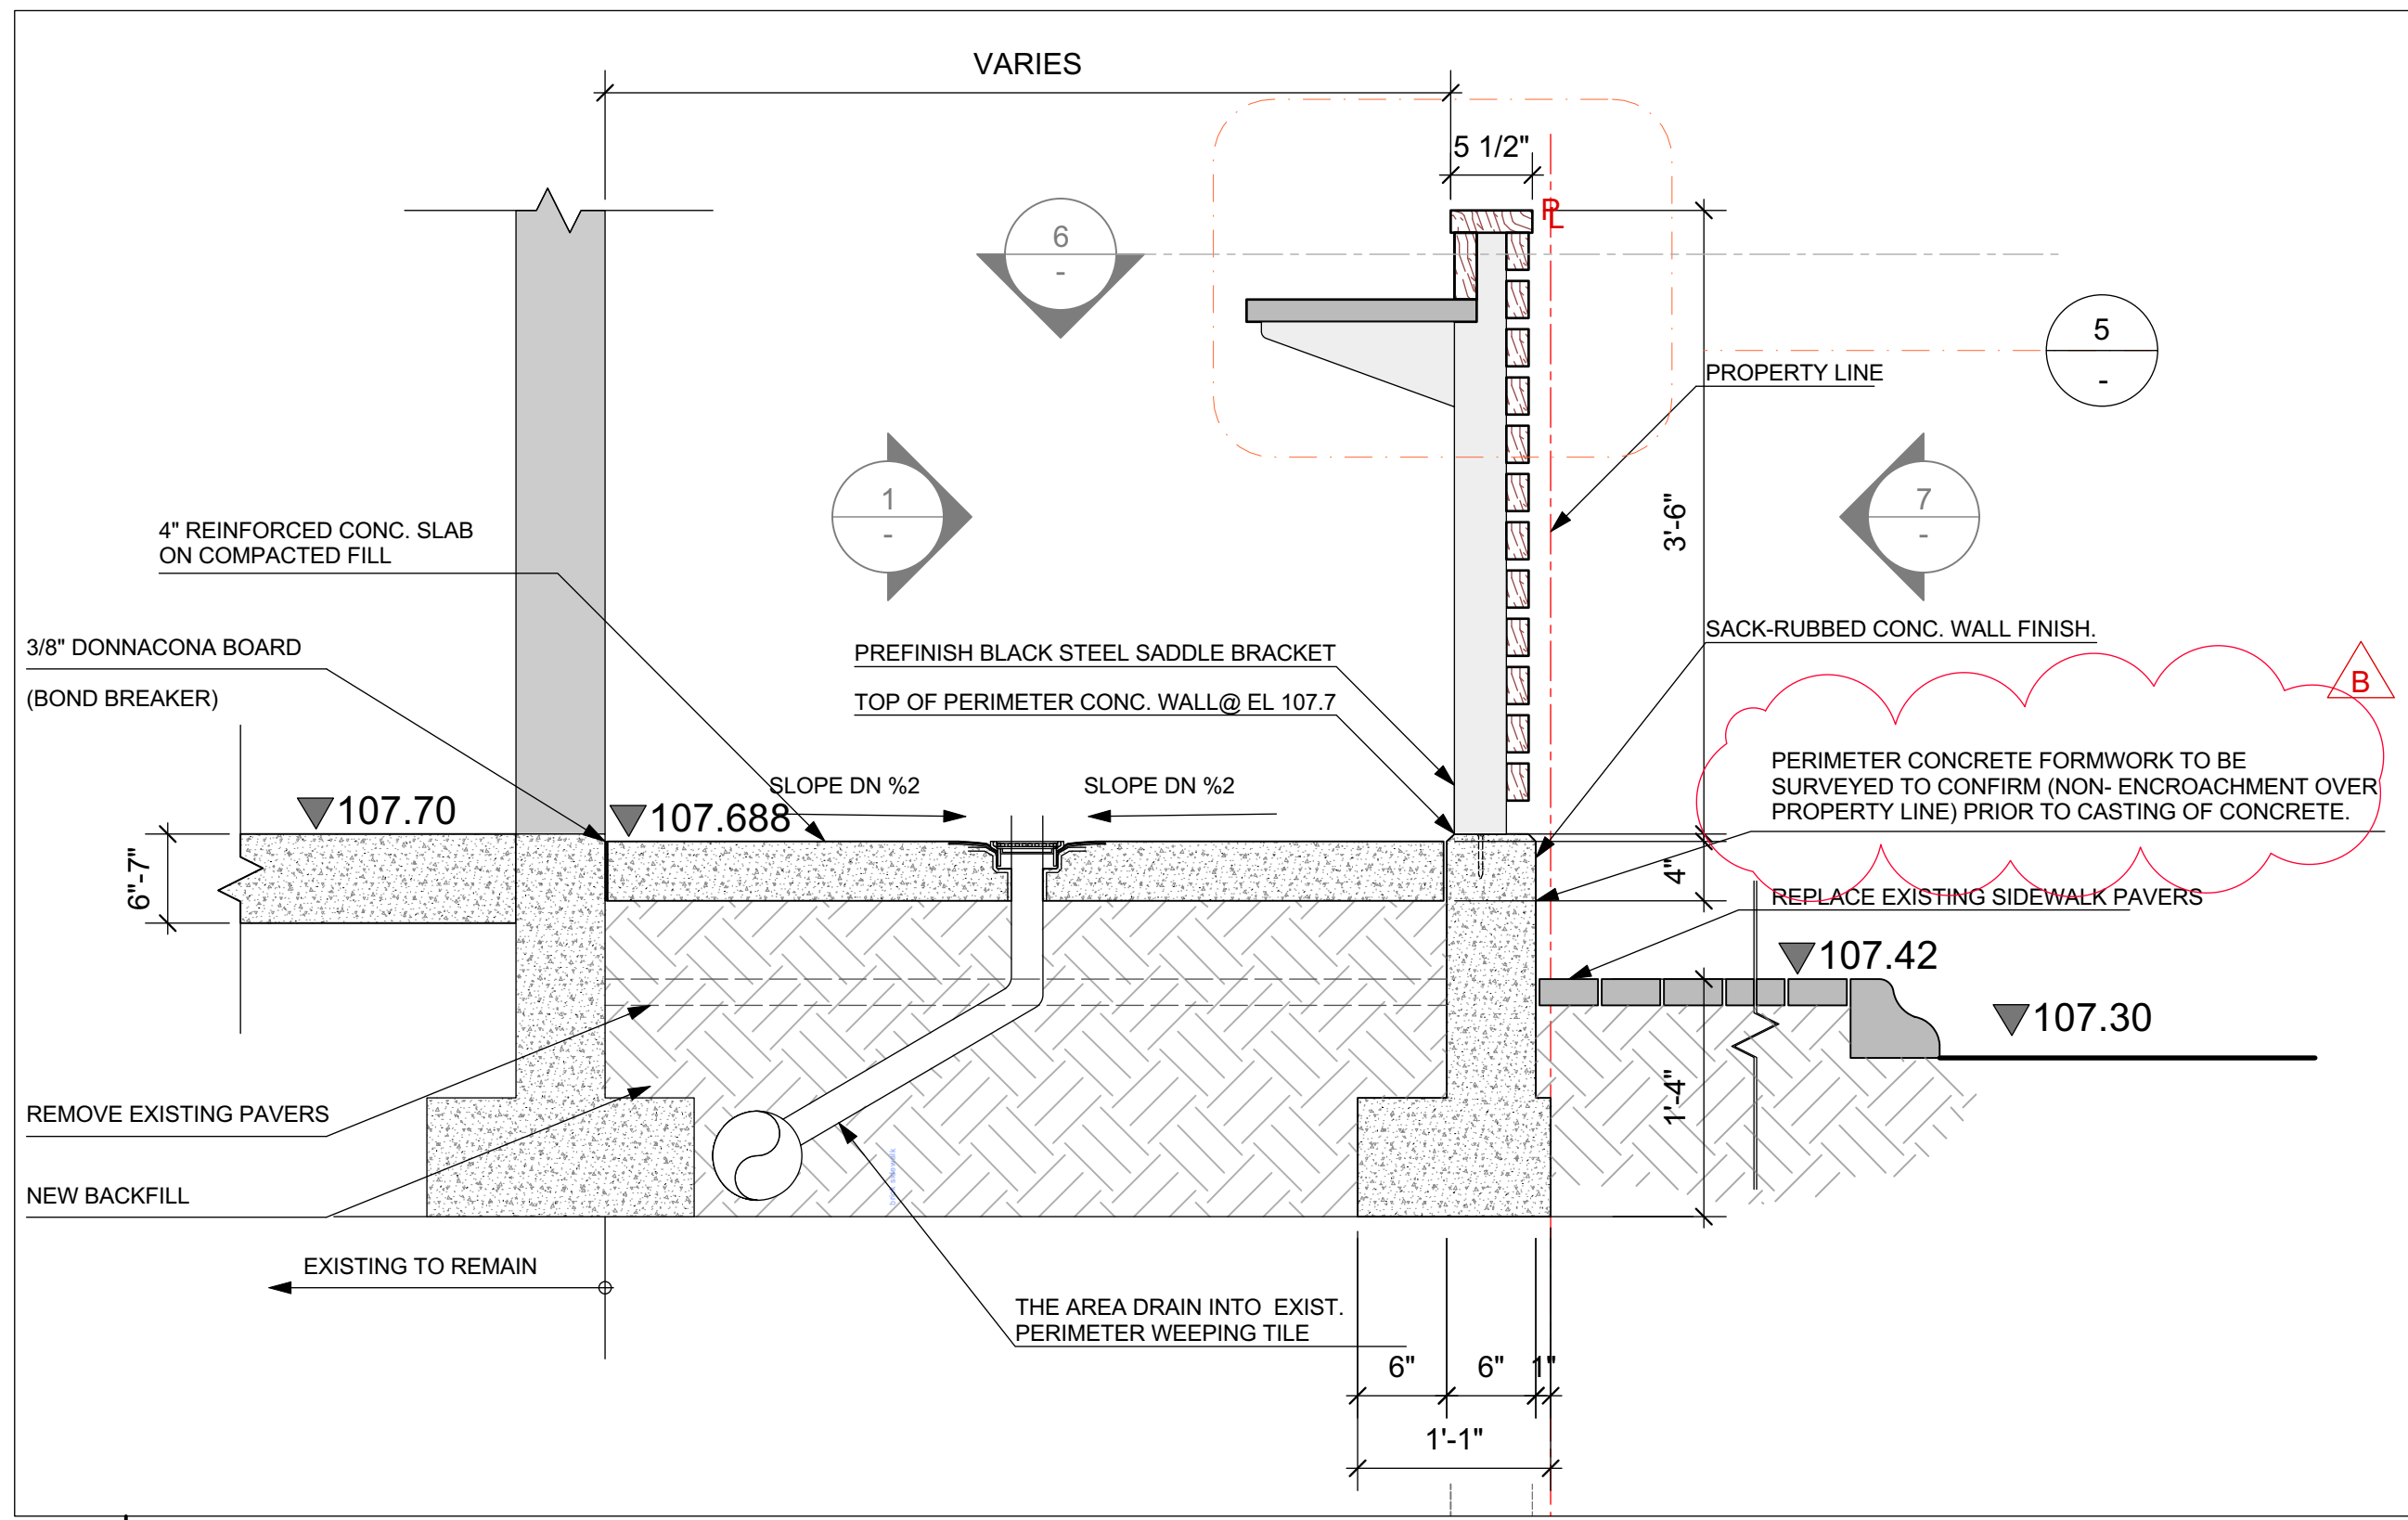 VARIES
5 1/2"
PL
6
-
5
-
PROPERTY LINE
1
-
7
-
3'-6"
4" REINFORCED CONC. SLAB
ON COMPACTED FILL
3/8" DONNACONA BOARD
(BOND BREAKER)
PREFINISH BLACK STEEL SADDLE BRACKET
TOP OF PERIMETER CONC. WALL@ EL 107.7
SACK-RUBBED CONC. WALL FINISH.
B
PERIMETER CONCRETE FORMWORK TO BE
SURVEYED TO CONFIRM (NON- ENCROACHMENT OVER
PROPERTY LINE) PRIOR TO CASTING OF CONCRETE.
SLOPE DN %2
SLOPE DN %2
107.70
107.688
6"-7"
4"
REPLACE EXISTING SIDEWALK PAVERS
107.42
107.30
1'-4"
REMOVE EXISTING PAVERS
NEW BACKFILL
EXISTING TO REMAIN
THE AREA DRAIN INTO EXIST.
PERIMETER WEEPING TILE
6"
6"
1"
1'-1"